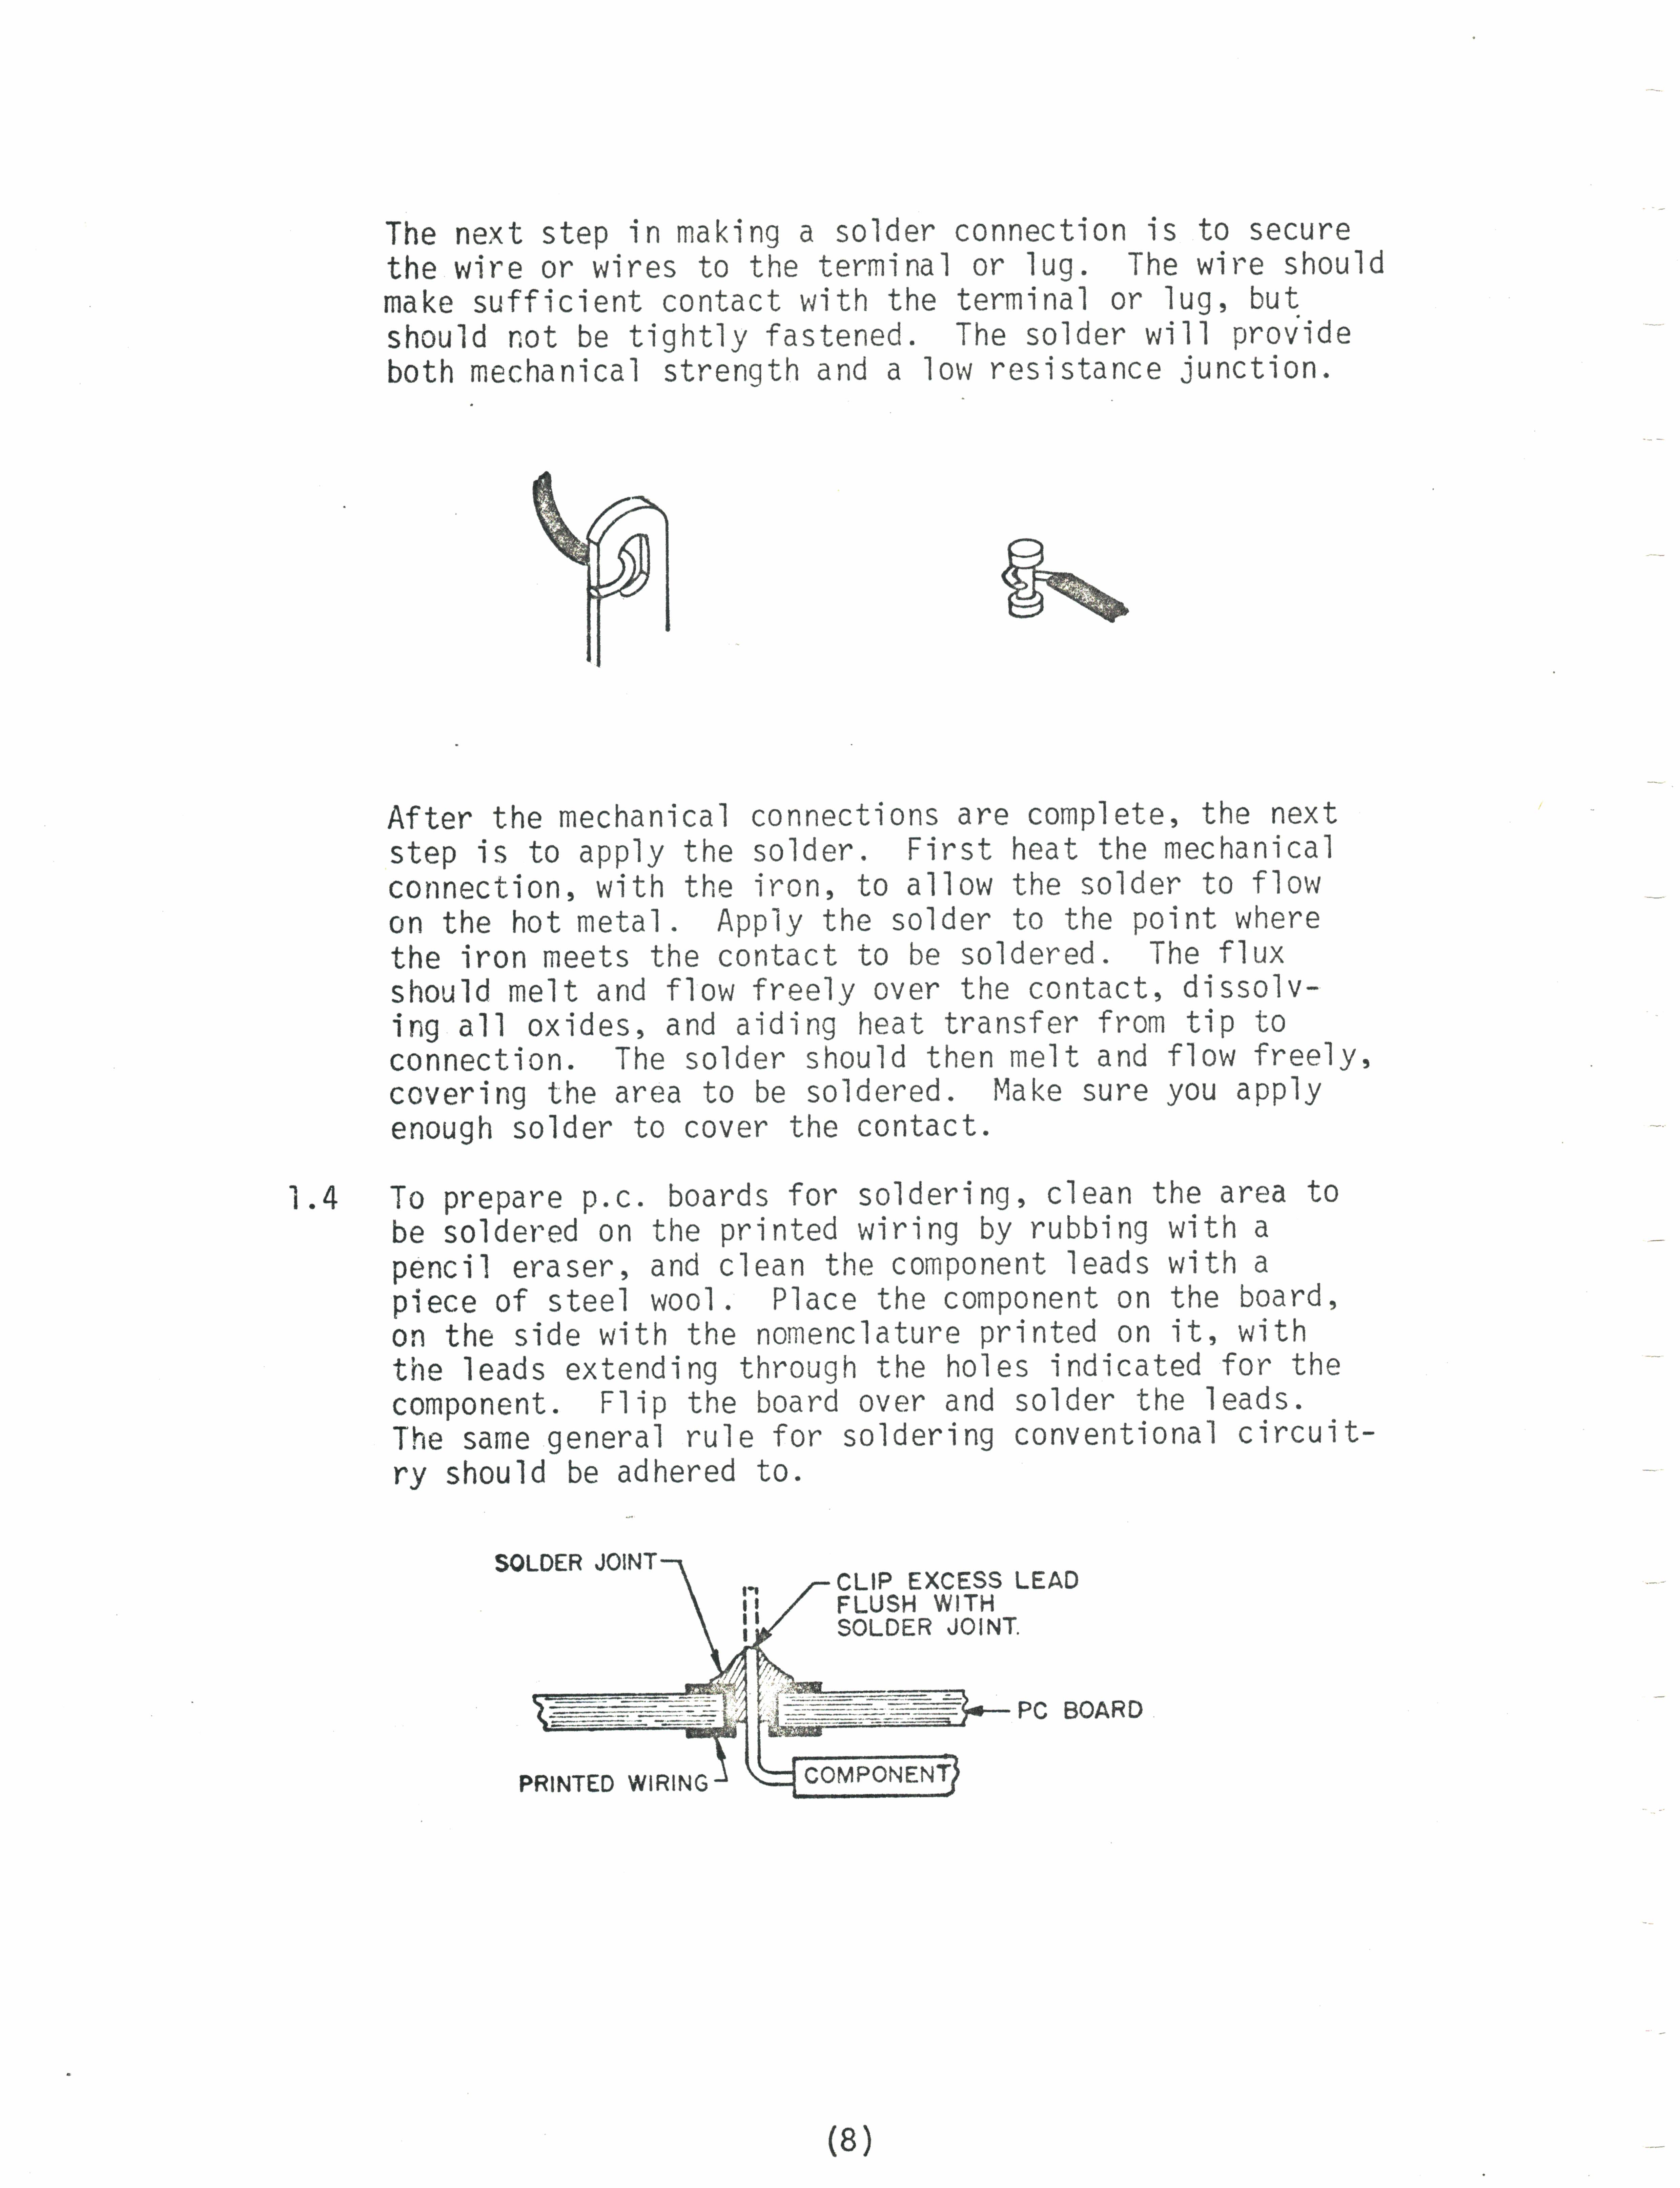 The next step in making a solder connection is to secure
the wire or wires to the terminal or lug. The wire should
make sufficient contact with the terminal or lug, but
should not be tightly fastened. The solder will provide
both mechanical strength and a low resistance junction.
After the mechanical connections are complete, the next
step is to apply the solder. First heat the mechanical
connection, with the iron, to allow the solder to flow
on the hot metal. Apply the solder to the point where
the iron meets the contact to be soldered. The flux
should melt and flow freely over the contact, dissolv-
ing all oxides, and aiding heat transfer from tip to
connection. The solder should then melt and flow freely,
covering the area to be soldered. Make sure you apply
enough solder to cover the contact.
1.4 To prepare p.c. boards for soldering, clean the area to
be soldered on the printed wiring by rubbing with a
pencil eraser, and clean the component leads with a
piece of steel wool. Place the component on the board,
on the side with the nomenclature printed on it, with
the leads extending through the holes indicated for the
component. Flip the board over and solder the leads.
The same general rule for soldering conventional circuit-
ry should be adhered to.
SOLDER JOINT
CLIP EXCESS LEAD
FLUSH WITH
SOLDER JOINT.
PC BOARD
PRINTED WIRING
COMPONENT
(8)